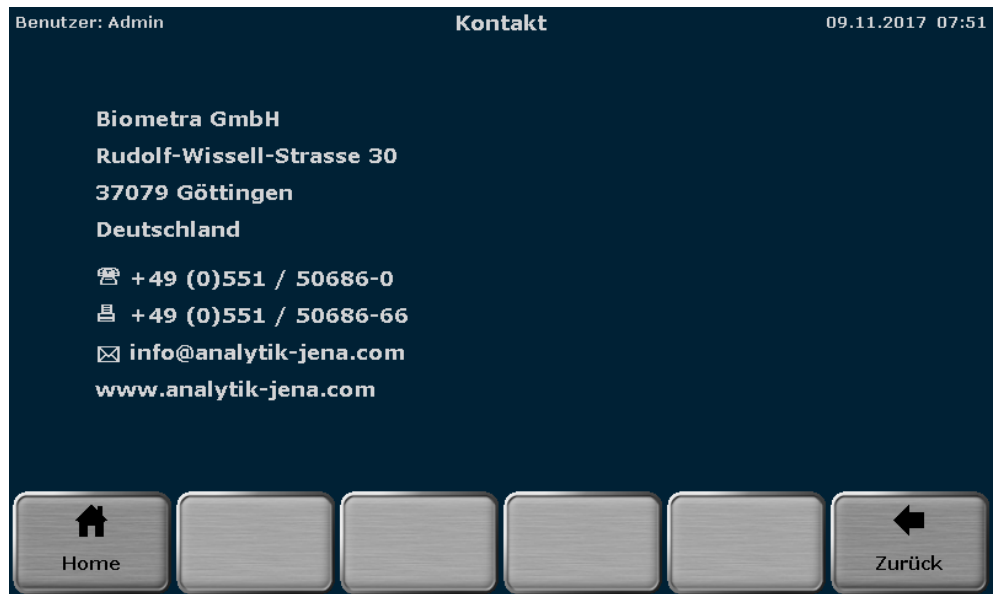 Benutzer: Admin Kontakt 09.11.2017 07:51
Biometra GmbH
Rudolf-Wissell-Strasse 30
37079 Göttingen
Deutschland
+49 (0)551 / 50686-0
+49 (0)551 / 50686-66
info@analytik-jena.com
www.analytik-jena.com
Home Zurück